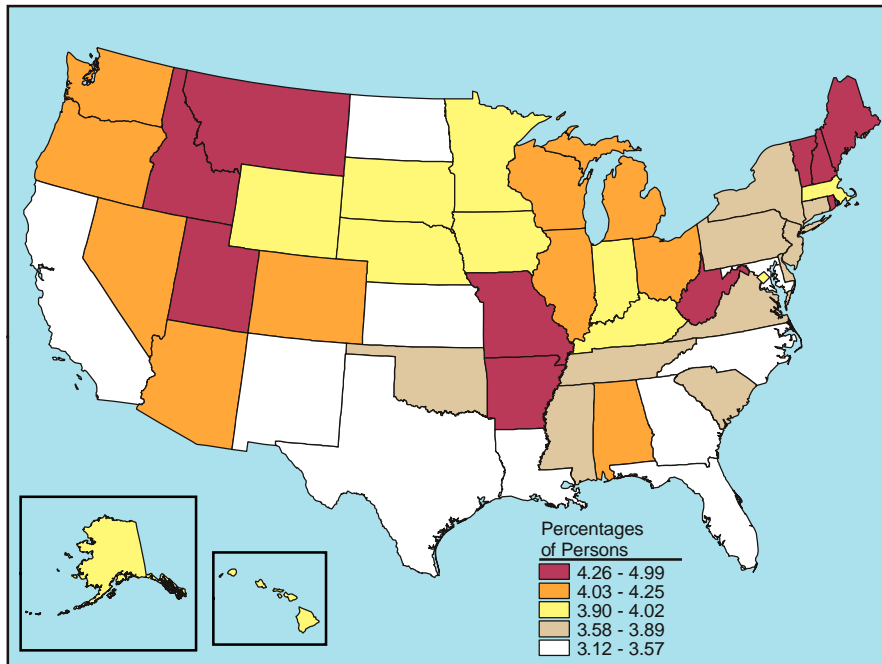 Percentages
of Persons
4.26 - 4.99
4.03 - 4.25
3.90 - 4.02
3.58 - 3.89
3.12 - 3.57